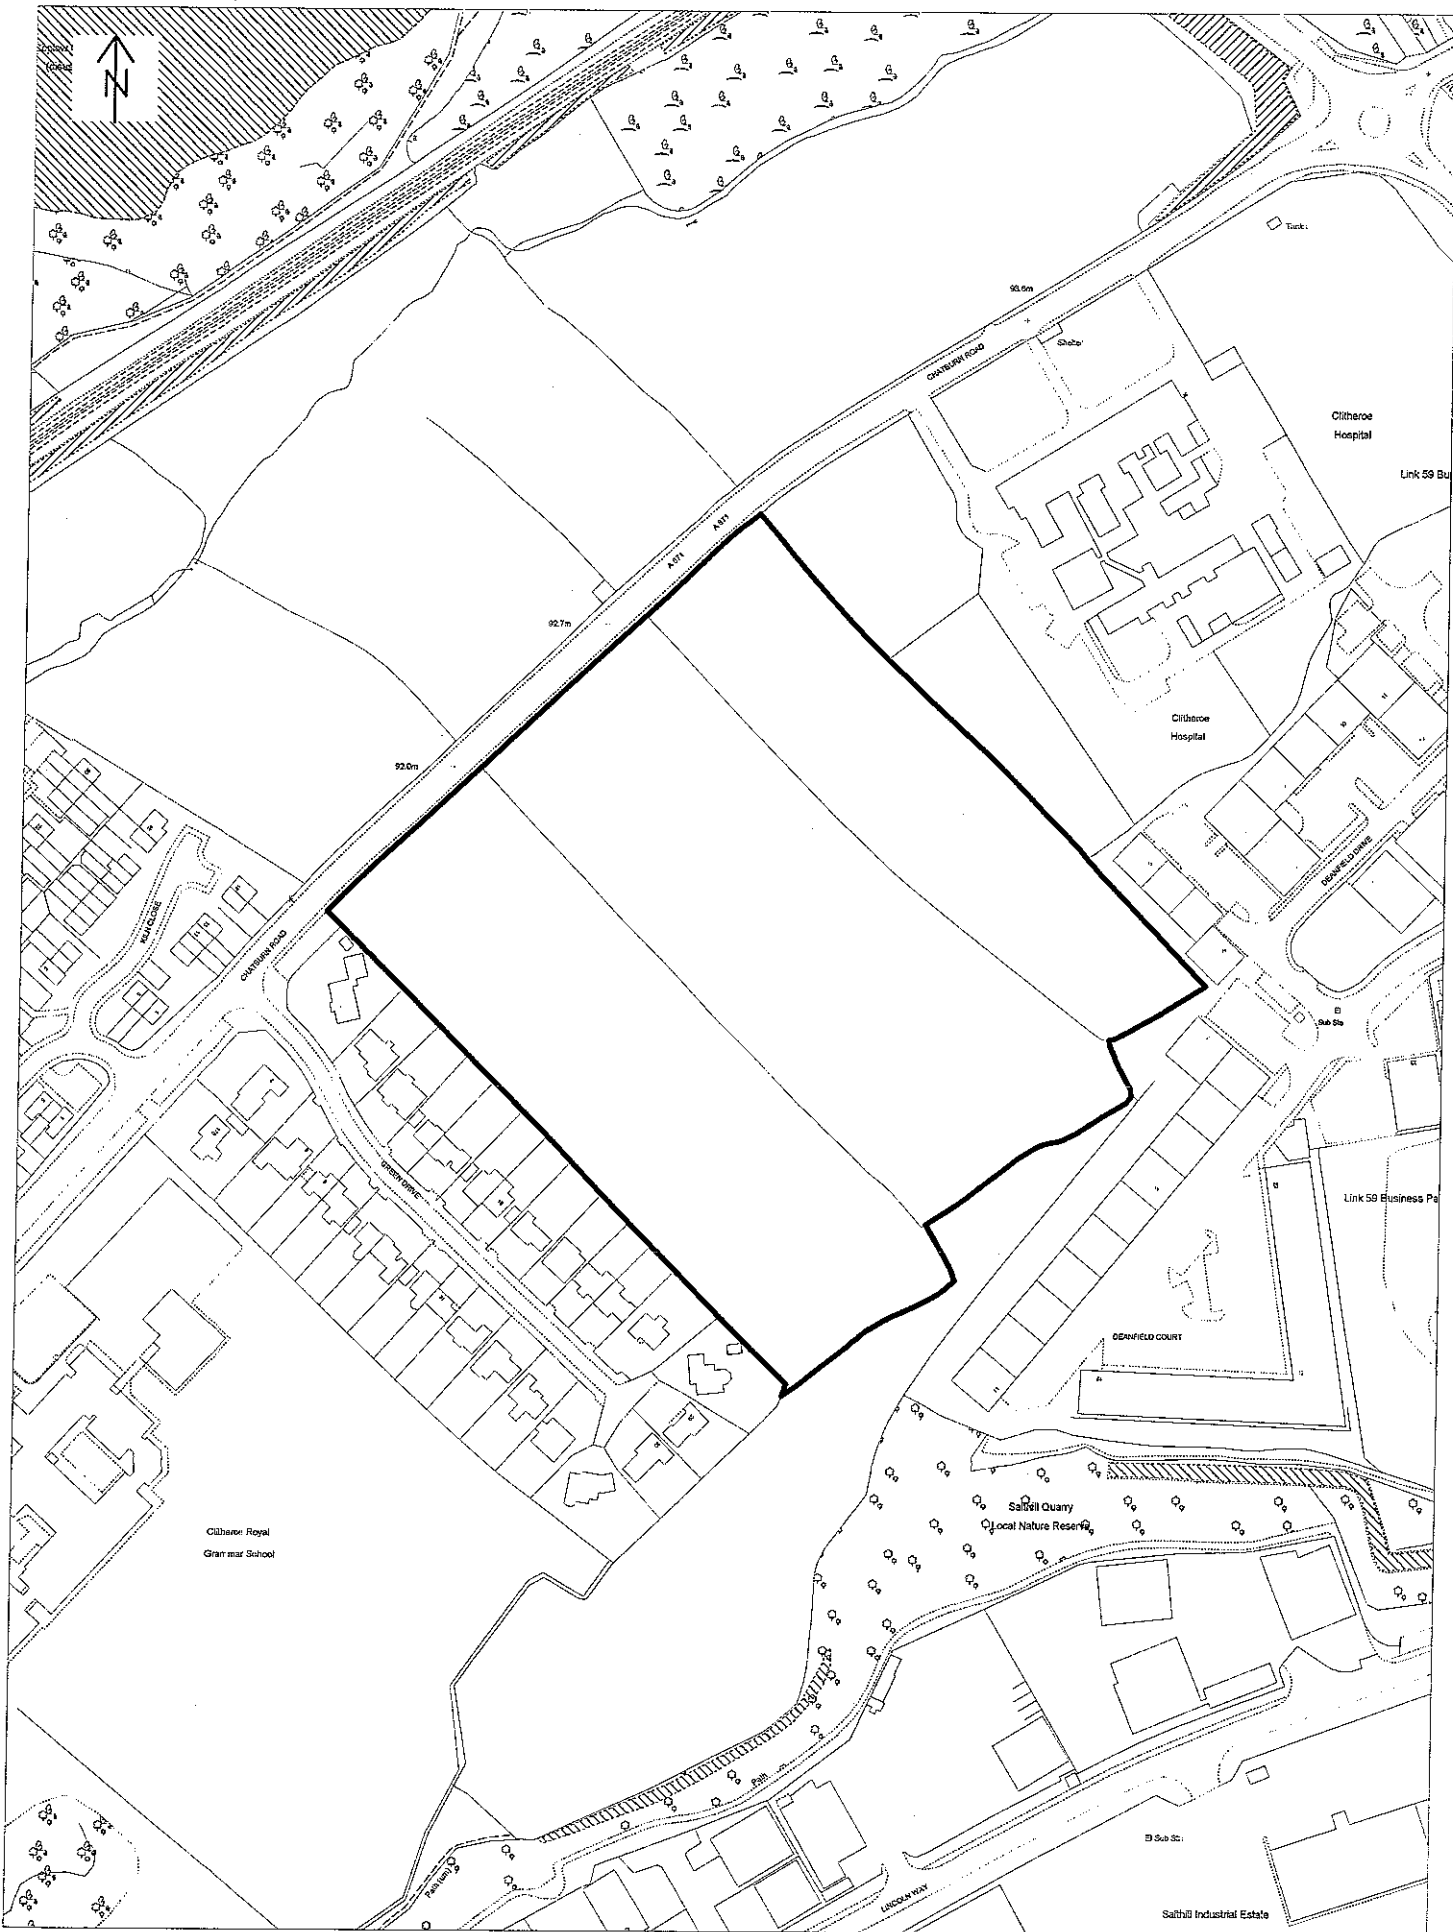 N
93.6m
Shelter
CHATBURN ROAD
Clitheroe
Hospital
A 671
A 671
92.7m
Clitheroe
Hospital
92.0m
DEANFIELD DRIVE
KILN CLOSE
CHATBURN ROAD
Sub Sta
GREEN DRIVE
Link 59 Business Pa
DEANFIELD COURT
Salthill Quarry
Local Nature Reserve
Clitheroe Royal
Grammar School
Path
Path (um)
El Sub Sta
LINCOLN WAY
Salthill Industrial Estate
Link 59 Bu